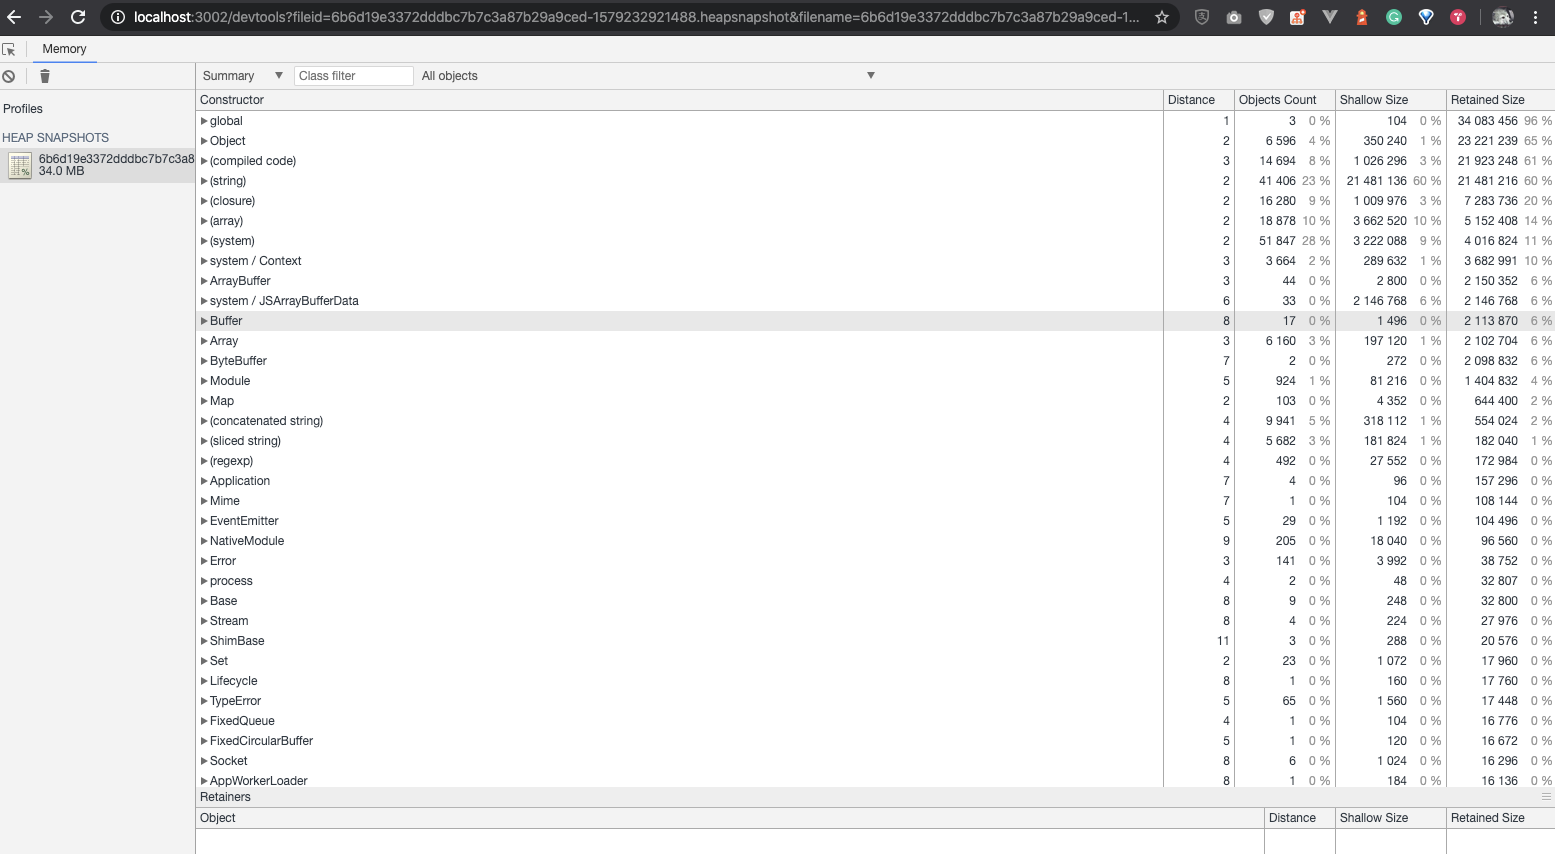 localhost:3002/devtools?fileid=6b6d19e3372dddbc7b7c3a87b29a9ced-1579232921488.heapsnapshot&filename=6b6d19e3372dddbc7b7c3a87b29a9ced-1...
Memory
Summary Class filter All objects
Profiles
HEAP SNAPSHOTS
6b6d19e3372dddbc7b7c3a8
34.0 MB
Constructor Distance Objects Count Shallow Size Retained Size
global 1 3 0 % 104 0 % 34 083 456 96 %
Object 2 6 596 4 % 350 240 1 % 23 221 239 65 %
(compiled code) 3 14 694 8 % 1 026 296 3 % 21 923 248 61 %
(string) 2 41 406 23 % 21 481 136 60 % 21 481 216 60 %
(closure) 2 16 280 9 % 1 009 976 3 % 7 283 736 20 %
(array) 2 18 878 10 % 3 662 520 10 % 5 152 408 14 %
(system) 2 51 847 28 % 3 222 088 9 % 4 016 824 11 %
system / Context 3 3 664 2 % 289 632 1 % 3 682 991 10 %
ArrayBuffer 3 44 0 % 2 800 0 % 2 150 352 6 %
system / JSArrayBufferData 6 33 0 % 2 146 768 6 % 2 146 768 6 %
Buffer 8 17 0 % 1 496 0 % 2 113 870 6 %
Array 3 6 160 3 % 197 120 1 % 2 102 704 6 %
ByteBuffer 7 2 0 % 272 0 % 2 098 832 6 %
Module 5 924 1 % 81 216 0 % 1 404 832 4 %
Map 2 103 0 % 4 352 0 % 644 400 2 %
(concatenated string) 4 9 941 5 % 318 112 1 % 554 024 2 %
(sliced string) 4 5 682 3 % 181 824 1 % 182 040 1 %
(regexp) 4 492 0 % 27 552 0 % 172 984 0 %
Application 7 4 0 % 96 0 % 157 296 0 %
Mime 7 1 0 % 104 0 % 108 144 0 %
EventEmitter 5 29 0 % 1 192 0 % 104 496 0 %
NativeModule 9 205 0 % 18 040 0 % 96 560 0 %
Error 3 141 0 % 3 992 0 % 38 752 0 %
process 4 2 0 % 48 0 % 32 807 0 %
Base 8 9 0 % 248 0 % 32 800 0 %
Stream 8 4 0 % 224 0 % 27 976 0 %
ShimBase 11 3 0 % 288 0 % 20 576 0 %
Set 2 23 0 % 1 072 0 % 17 960 0 %
Lifecycle 8 1 0 % 160 0 % 17 760 0 %
TypeError 5 65 0 % 1 560 0 % 17 448 0 %
FixedQueue 4 1 0 % 104 0 % 16 776 0 %
FixedCircularBuffer 5 1 0 % 120 0 % 16 672 0 %
Socket 8 6 0 % 1 024 0 % 16 296 0 %
AppWorkerLoader 8 1 0 % 184 0 % 16 136 0 %
Retainers
Object Distance Shallow Size Retained Size